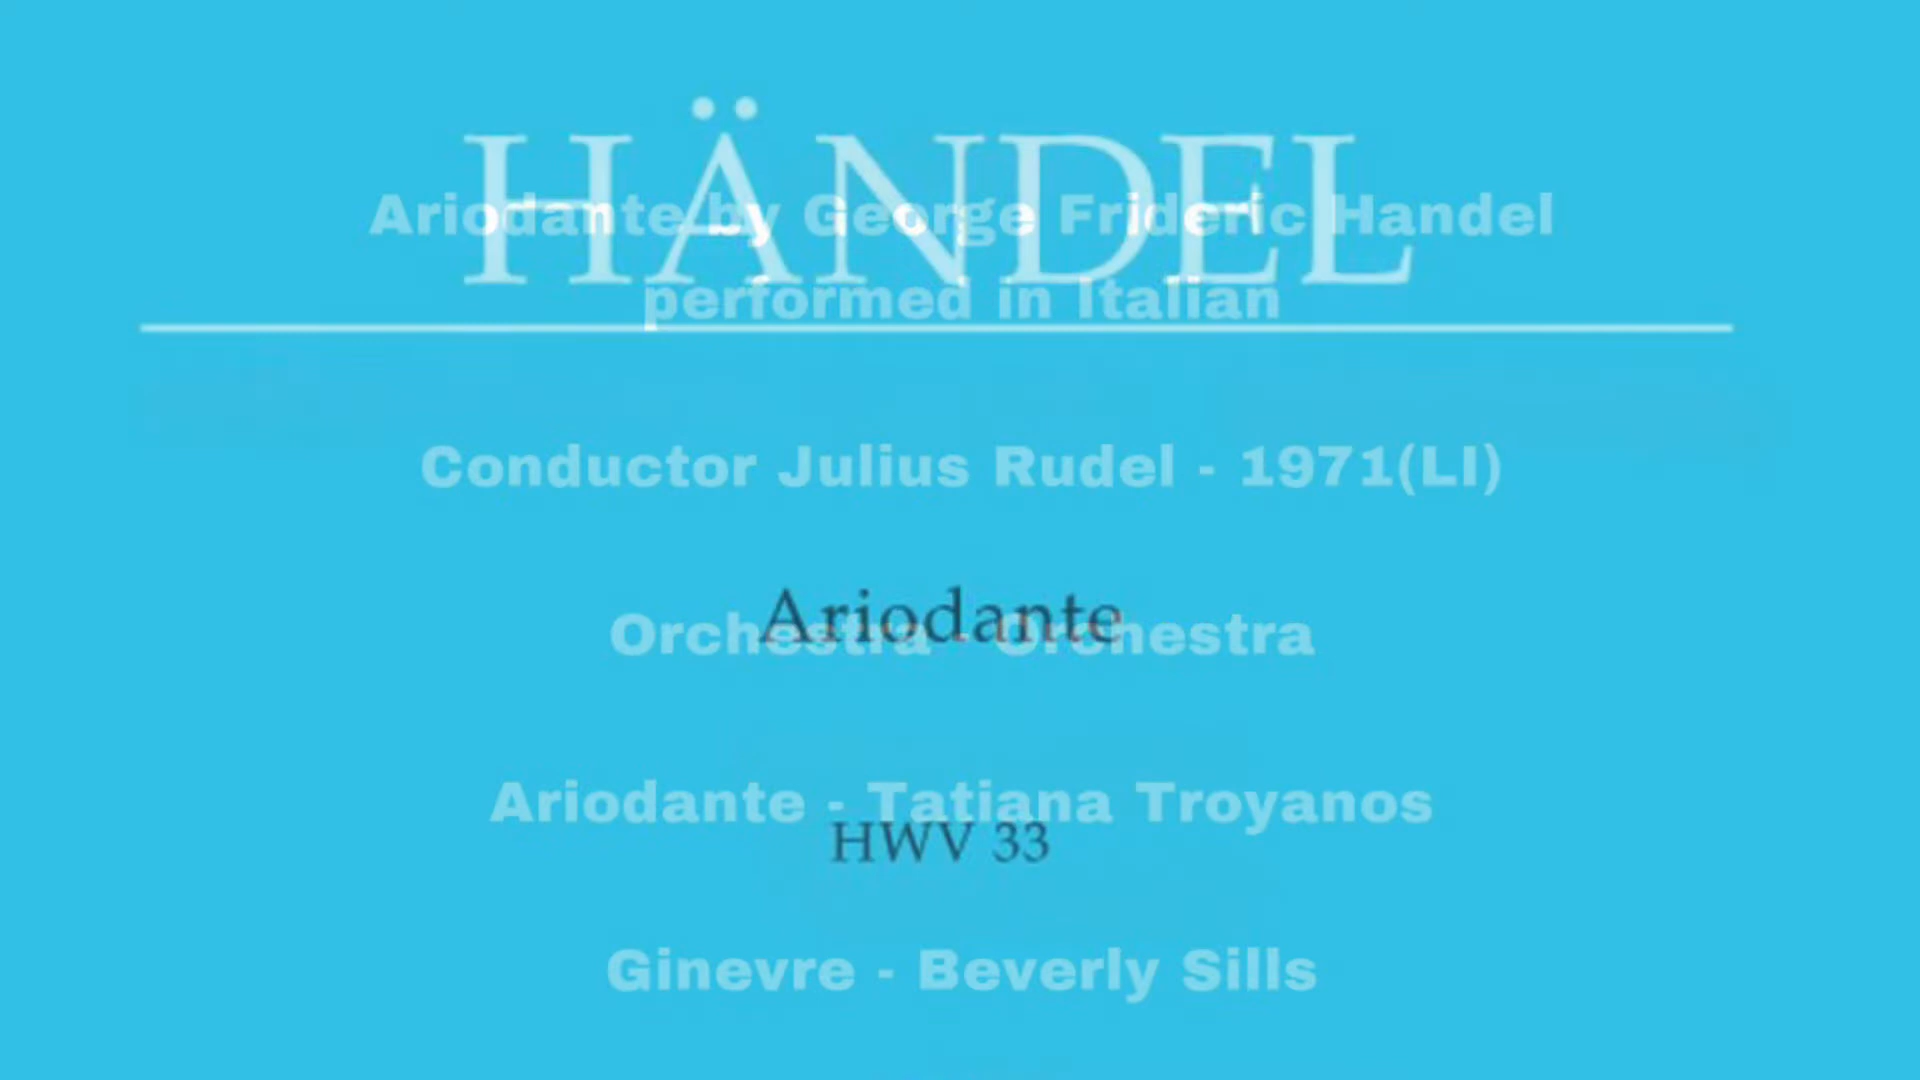 HÄNDEL
Ariodante by George Frideric Handel
performed in Italian
Conductor Julius Rudel - 1971(LI)
Ariodante
Orchestra - Orchestra
Ariodante - Tatiana Troyanos
HWV 33
Ginevre - Beverly Sills